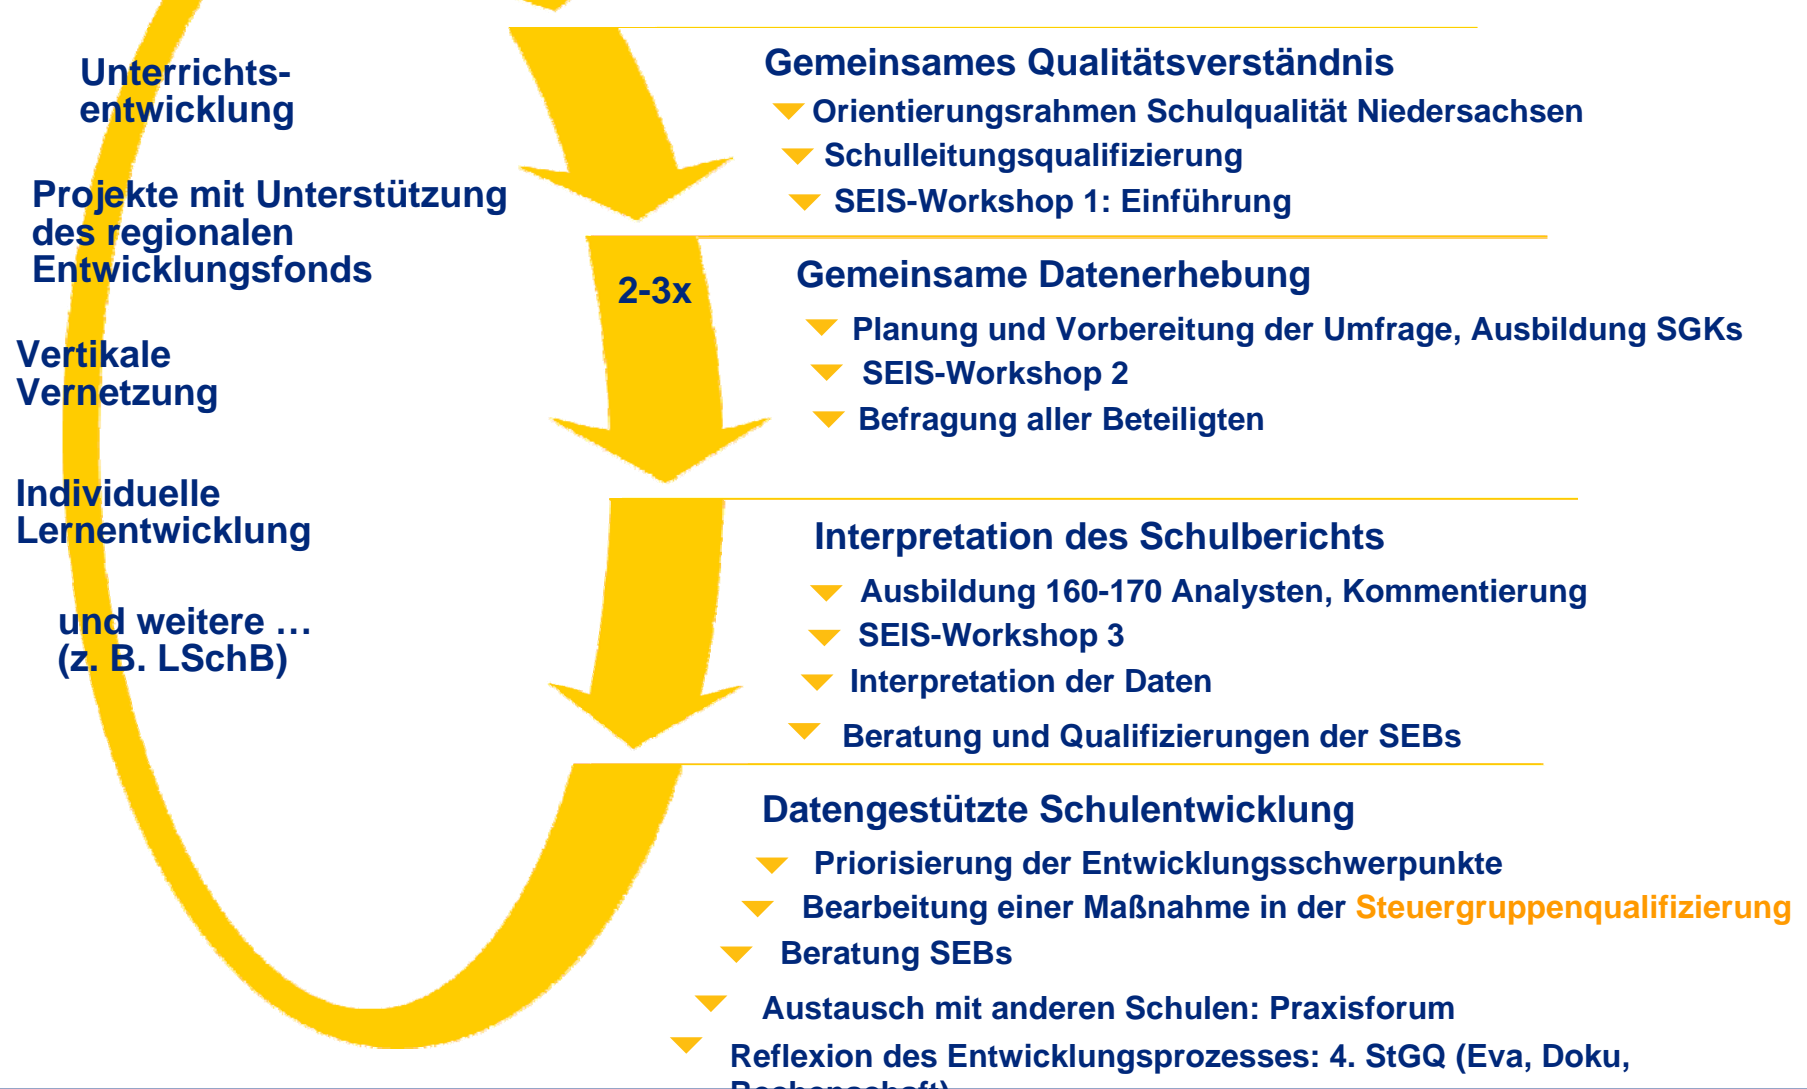 Unterrichts-
entwicklung
Projekte mit Unterstützung
des regionalen
Entwicklungsfonds
Vertikale
Vernetzung
Individuelle
Lernentwicklung
und weitere …
(z. B. LSchB)
2-3x
Gemeinsames Qualitätsverständnis
Orientierungsrahmen Schulqualität Niedersachsen
Schulleitungsqualifizierung
SEIS-Workshop 1: Einführung
Gemeinsame Datenerhebung
Planung und Vorbereitung der Umfrage, Ausbildung SGKs
SEIS-Workshop 2
Befragung aller Beteiligten
Interpretation des Schulberichts
Ausbildung 160-170 Analysten, Kommentierung
SEIS-Workshop 3
Interpretation der Daten
Beratung und Qualifizierungen der SEBs
Datengestützte Schulentwicklung
Priorisierung der Entwicklungsschwerpunkte
Bearbeitung einer Maßnahme in der Steuergruppenqualifizierung
Beratung SEBs
Austausch mit anderen Schulen: Praxisforum
Reflexion des Entwicklungsprozesses: 4. StGQ (Eva, Doku,